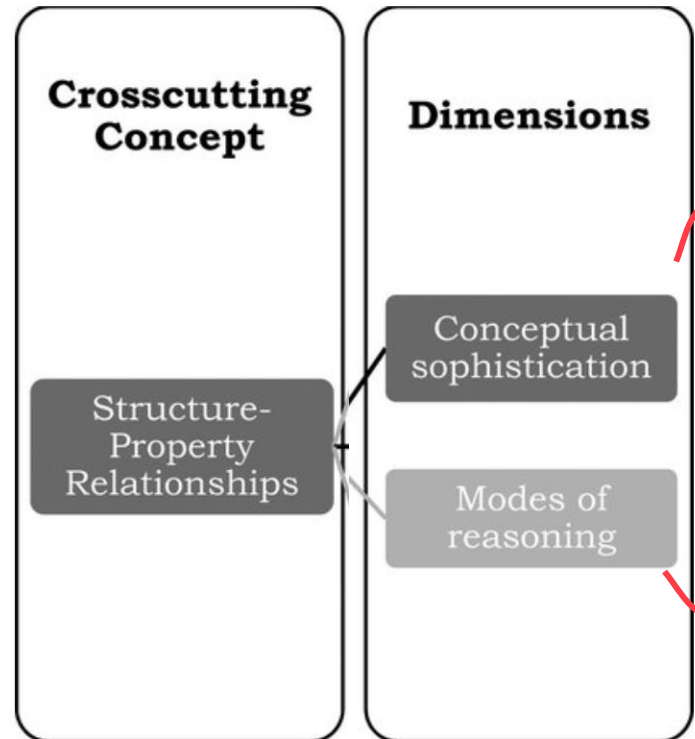 Crosscutting
Concept
Structure-
Property
Relationships
Dimensions
Conceptual
sophistication
Modes of
reasoning